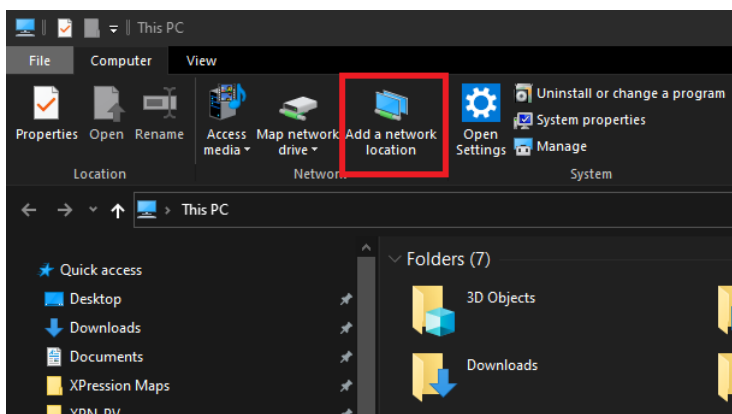 This PC
File Computer View
Properties Open Rename Access media Map network drive Add a network location Open Settings
Uninstall or change a program
System properties
Manage
Location Network System
This PC
Quick access
Desktop
Downloads
Documents
XPression Maps
Folders (7)
3D Objects
Downloads